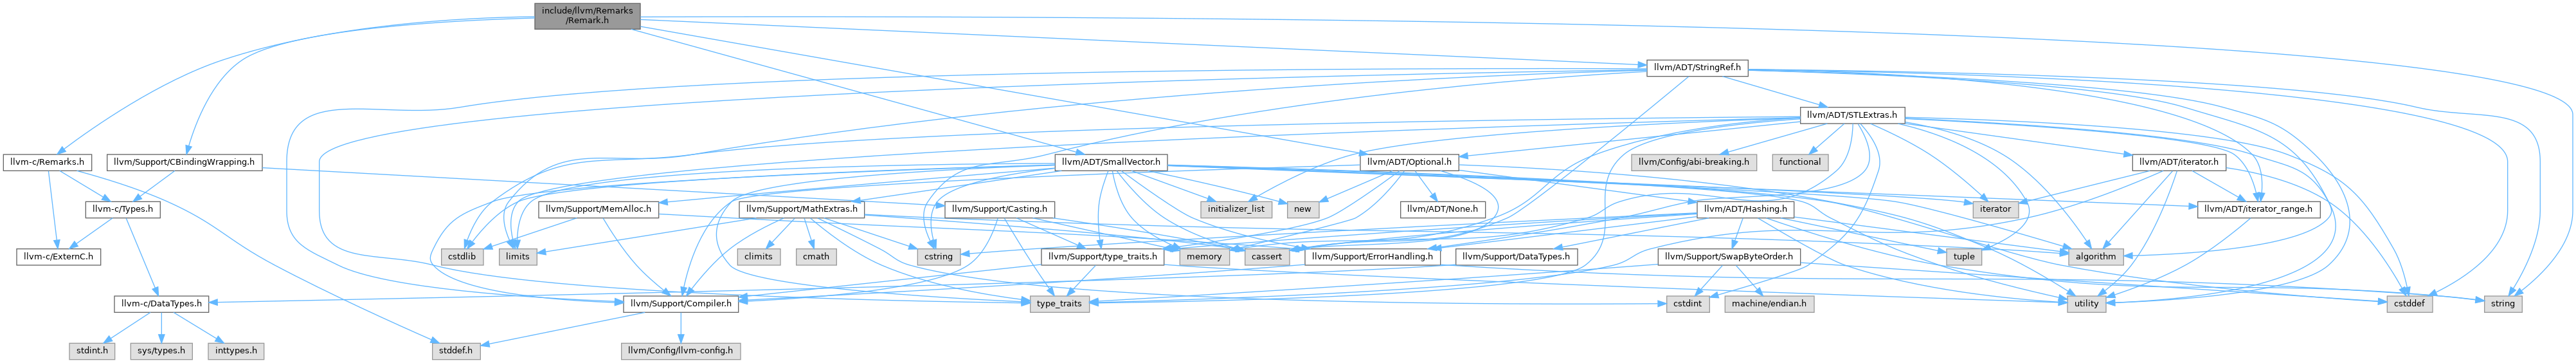 include/llvm/Remarks
/Remark.h
llvm/ADT/StringRef.h
llvm/ADT/STLExtras.h
llvm-c/Remarks.h
llvm/Support/CBindingWrapping.h
llvm/ADT/SmallVector.h
llvm/ADT/Optional.h
llvm/Config/abi-breaking.h
functional
llvm/ADT/iterator.h
llvm-c/Types.h
llvm/Support/MemAlloc.h
llvm/Support/MathExtras.h
llvm/Support/Casting.h
initializer_list
new
llvm/ADT/None.h
llvm/ADT/Hashing.h
iterator
llvm/ADT/iterator_range.h
llvm-c/ExternC.h
cstdlib
limits
climits
cmath
cstring
llvm/Support/type_traits.h
memory
cassert
llvm/Support/ErrorHandling.h
llvm/Support/DataTypes.h
llvm/Support/SwapByteOrder.h
tuple
algorithm
llvm-c/DataTypes.h
llvm/Support/Compiler.h
type_traits
cstdint
machine/endian.h
utility
cstddef
string
stdint.h
sys/types.h
inttypes.h
stddef.h
llvm/Config/llvm-config.h